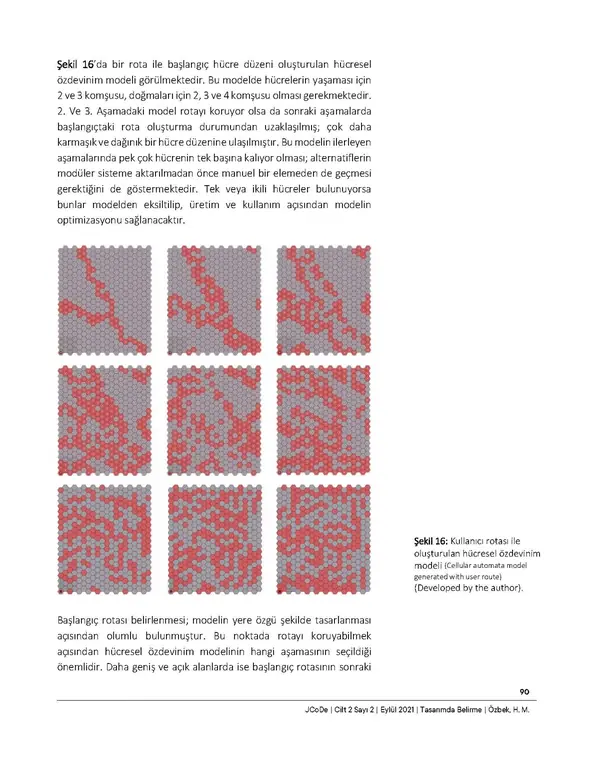 Şekil 16'da bir rota ile başlangıç hücre düzeni oluşturulan hücresel
özdevinim modeli görülmektedir. Bu modelde hücrelerin yaşaması için
2 ve 3 komşusu, doğmaları için 2, 3 ve 4 komşusu olması gerekmektedir.
2. Ve 3. Aşamadaki model rotayı koruyor olsa da sonraki aşamalarda
başlangıçtaki rota oluşturma durumundan uzaklaşılmış; çok daha
karmaşık ve dağınık bir hücre düzenine ulaşılmıştır. Bu modelin ilerleyen
aşamalarında pek çok hücrenin tek başına kalıyor olması; alternatiflerin
modüler sisteme aktarılmadan önce manuel bir elemeden de geçmesi
gerektiğini de göstermektedir. Tek veya ikili hücreler bulunuyorsa
bunlar modelden eksiltilip, üretim ve kullanım açısından modelin
optimizasyonu sağlanacaktır.
Şekil 16: Kullanıcı rotası ile
oluşturulan hücresel özdevinim
modeli (Cellular automata model
generated with user route)
(Developed by the author).
Başlangıç rotası belirlenmesi; modelin yere özgü şekilde tasarlanması
açısından olumlu bulunmuştur. Bu noktada rotayı koruyabilmek
açısından hücresel özdevinim modelinin hangi aşamasının seçildiği
önemlidir. Daha geniş ve açık alanlarda ise başlangıç rotasının sonraki
90
JCoDe | Cilt 2 Sayı 2 | Eylül 2021 | Tasarımda Belirme | Özbek, H. M.